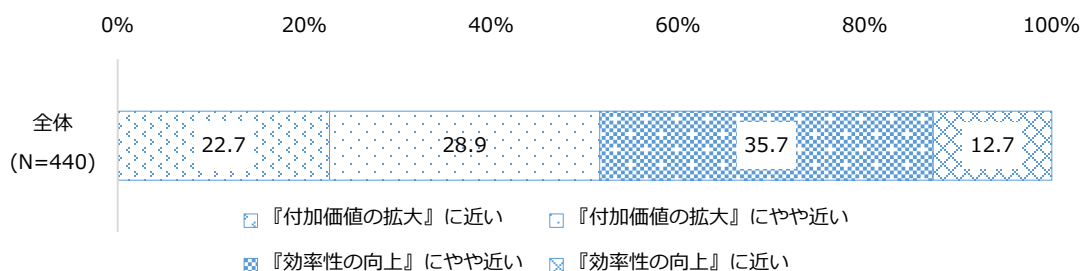 0% 20% 40% 60% 80% 100%
全体
(N=440)
22.7 28.9 35.7 12.7
『付加価値の拡大』に近い 『付加価値の拡大』にやや近い
『効率性の向上』にやや近い 『効率性の向上』に近い